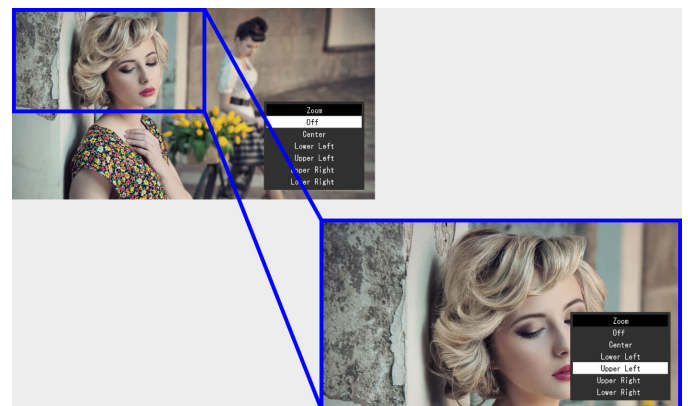 Zoom
Off
Center
Lower Left
Upper Left
Upper Right
Lower Right
Zoom
Off
Center
Lower Left
Upper Left
Upper Right
Lower Right